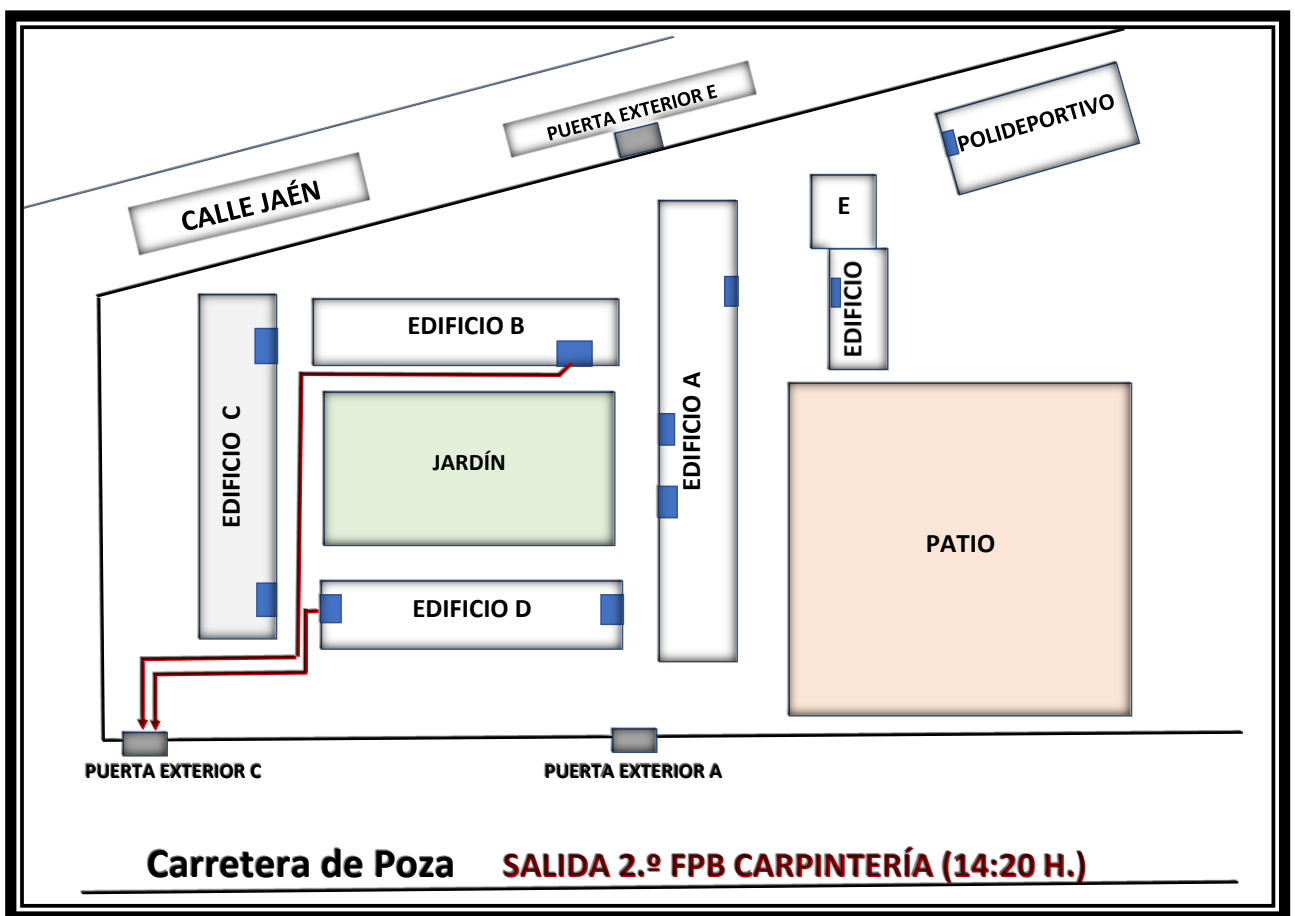 PUERTA EXTERIOR E
POLIDEPORTIVO
CALLE JAÉN
E
EDIFICIO
EDIFICIO B
EDIFICIO A
EDIFICIO C
JARDÍN
PATIO
EDIFICIO D
PUERTA EXTERIOR C
PUERTA EXTERIOR A
Carretera de Poza SALIDA 2.º FPB CARPINTERÍA (14:20 H.)